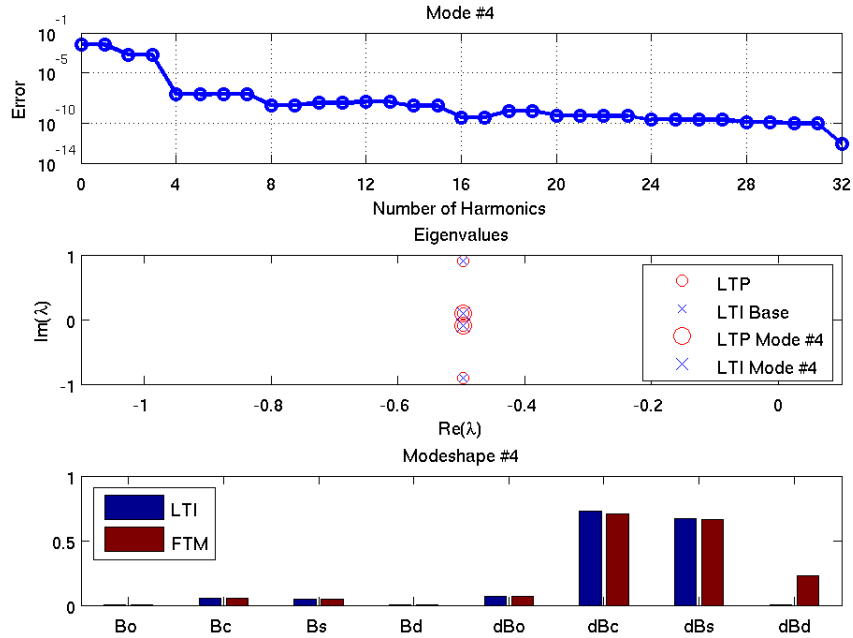 Mode #4
10^-1
10^-5
10^-10
10^-14
Error
0 4 8 12 16 20 24 28 32
Number of Harmonics
Eigenvalues
1
0
-1
Im(λ)
LTP
LTI Base
LTP Mode #4
LTI Mode #4
-1 -0.8 -0.6 -0.4 -0.2 0
Re(λ)
Modeshape #4
1
0.5
0
LTI
FTM
Bo Bc Bs Bd dBo dBc dBs dBd